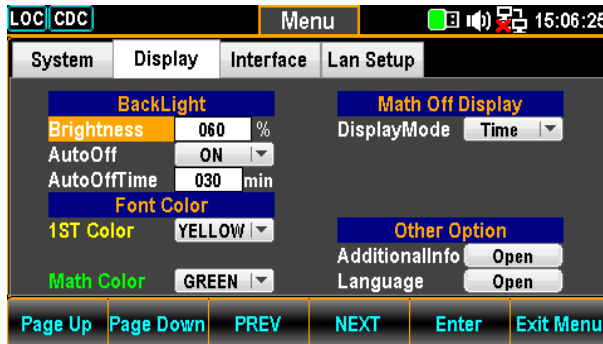 LOC CDC Menu 15:06:25
System Display Interface Lan Setup
BackLight Math Off Display
Brightness 060 % DisplayMode Time
AutoOff ON
AutoOffTime 030 min
Font Color
1ST Color YELLOW Other Option
AdditionalInfo Open
Math Color GREEN Language Open
Page Up Page Down PREV NEXT Enter Exit Menu